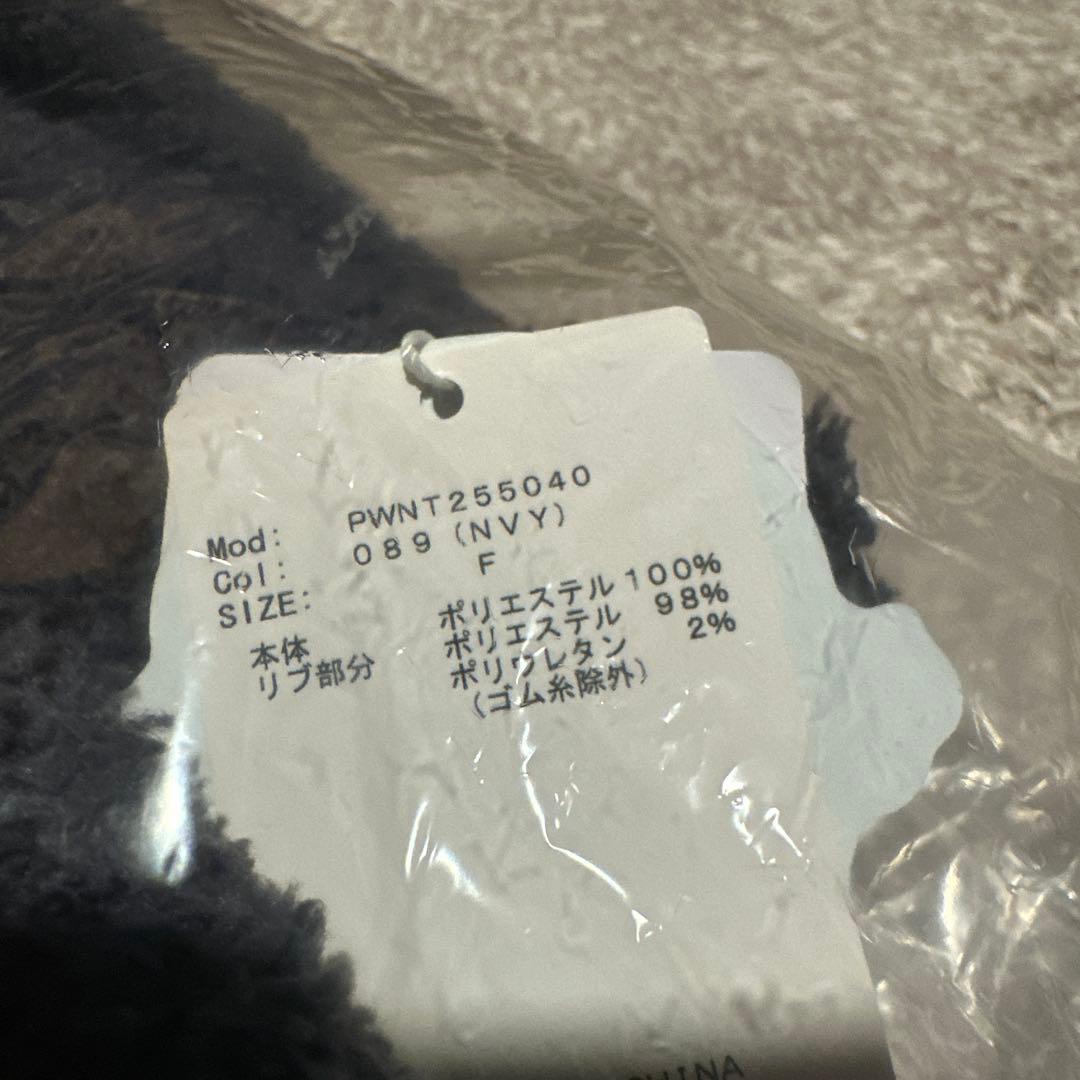 Mod: PWNT255040
Col: 089 (NVY)
SIZE: F
本体 ポリエステル 100%
リブ部分 ポリエステル 98%
ポリウレタン 2%
(ゴム糸除外)
CHINA